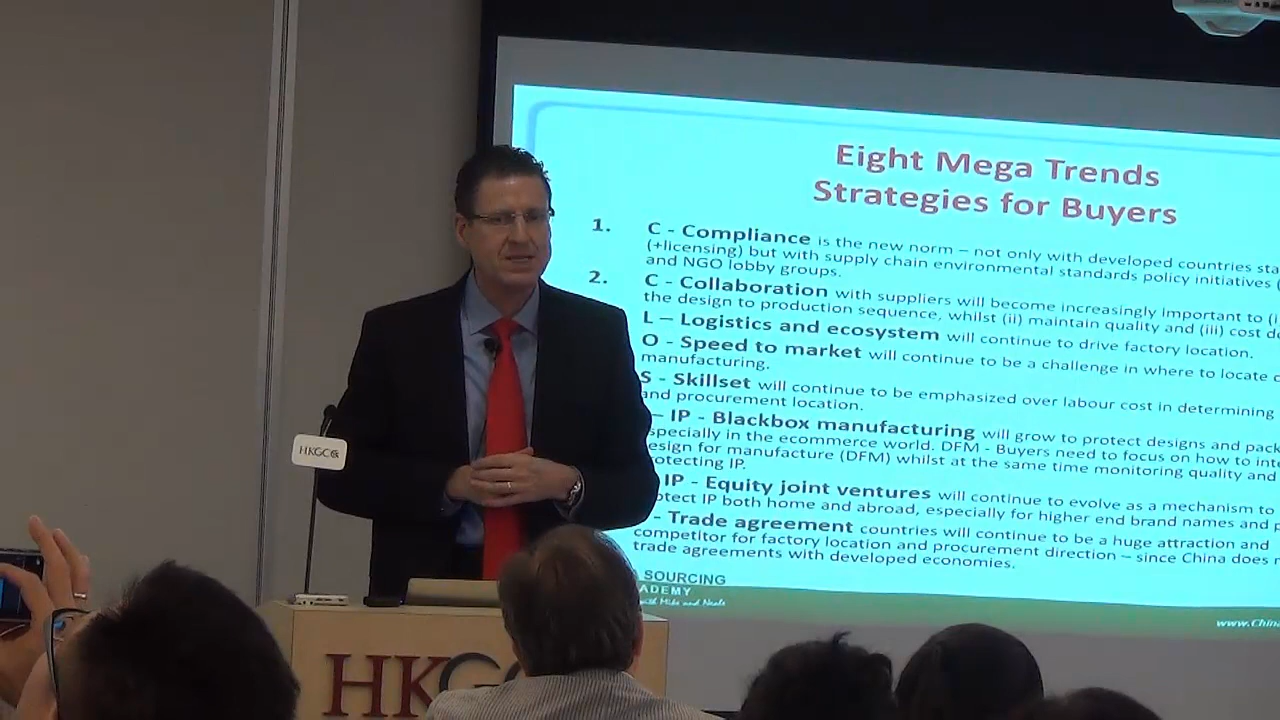 Eight Mega Trends
Strategies for Buyers
1. C - Compliance is the new norm – not only with developed countries
(+licensing) but with supply chain environmental standards policy initiatives
and NGO lobby groups.
2. C - Collaboration with suppliers will become increasingly important to (i
the design to production sequence, whilst (ii) maintain quality and (iii) cost
L – Logistics and ecosystem will continue to drive factory location.
O - Speed to market will continue to be a challenge in where to locate
manufacturing.
S - Skillset will continue to be emphasized over labour cost in determining
and procurement location.
– IP - Blackbox manufacturing will grow to protect designs and
especially in the ecommerce world. DFM - Buyers need to focus on how to
design for manufacture (DFM) whilst at the same time monitoring quality and
protecting IP.
IP - Equity joint ventures will continue to evolve as a mechanism to
protect IP both home and abroad, especially for higher end brand names and
- Trade agreement countries will continue to be a huge attraction and
competitor for factory location and procurement direction – since China does
trade agreements with developed economies.
SOURCING
ADEMY
with Mike and
www.China
HKGCC
HKGC